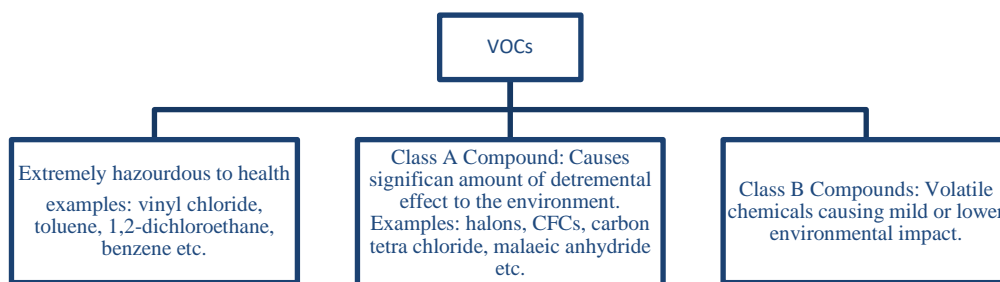 VOCs
Extremely hazourdous to health
examples: vinyl chloride,
toluene, 1,2-dichloroethane,
benzene etc.
Class A Compound: Causes
significan amount of detremental
effect to the environment.
Examples: halons, CFCs, carbon
tetra chloride, malaeic anhydride
etc.
Class B Compounds: Volatile
chemicals causing mild or lower
environmental impact.